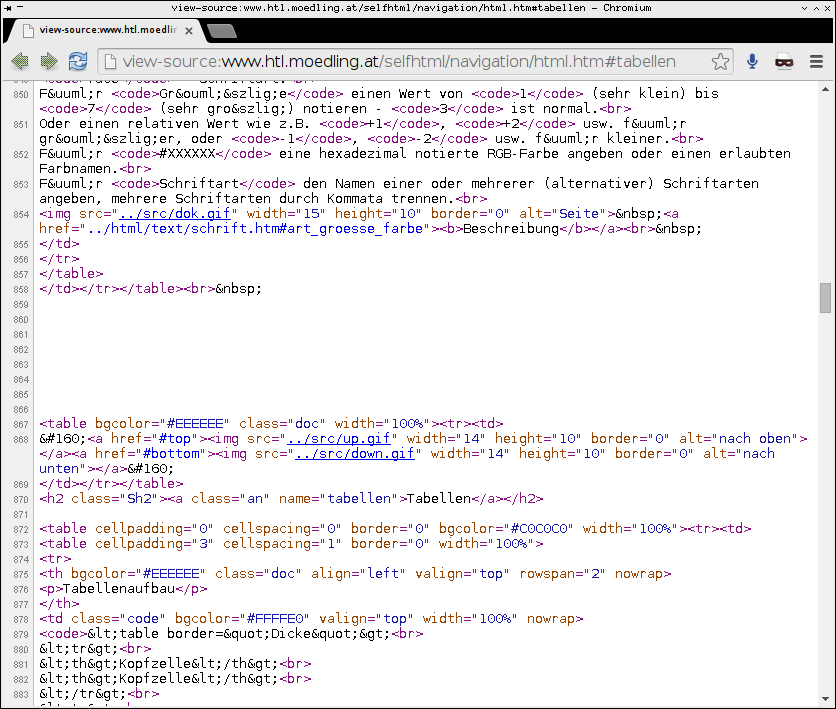 view-source:www.htl.moedling.at/selfhtml/navigation/html.htm#tabellen - Chromium
view-source:www.htl.moedlin
view-source:www.htl.moedling.at/selfhtml/navigation/html.htm#tabellen
850 F&uuml;r <code>Gr&ouml;&szlig;e</code> einen Wert von <code>1</code> (sehr klein) bis
<code>7</code> (sehr gro&szlig;) notieren - <code>3</code> ist normal.<br>
851 Oder einen relativen Wert wie z.B. <code>+1</code>, <code>+2</code> usw. f&uuml;r
gr&ouml;&szlig;er, oder <code>-1</code>, <code>-2</code> usw. f&uuml;r kleiner.<br>
852 F&uuml;r <code>#XXXXXX</code> eine hexadezimal notierte RGB-Farbe angeben oder einen erlaubten
Farbnamen.<br>
853 F&uuml;r <code>Schriftart</code> den Namen einer oder mehrerer (alternativer) Schriftarten
angeben, mehrere Schriftarten durch Kommata trennen.<br>
854 <img src="../src/dok.gif" width="15" height="10" border="0" alt="Seite">&nbsp;<a
href="../html/text/schrift.htm#art_groesse_farbe"><b>Beschreibung</b></a><br>&nbsp;
855 </td>
856 </tr>
857 </table>
858 </td></tr></table><br>&nbsp;
859
860
861
862
863
864
865
866
867 <table bgcolor="#EEEEEE" class="doc" width="100%"><tr><td>
868 &#160;<a href="#top"><img src="../src/up.gif" width="14" height="10" border="0" alt="nach oben">
</a><a href="#bottom"><img src="../src/down.gif" width="14" height="10" border="0" alt="nach
unten"></a>&#160;
869 </td></tr></table>
870 <h2 class="Sh2"><a class="an" name="tabellen">Tabellen</a></h2>
871
872 <table cellpadding="0" cellspacing="0" border="0" bgcolor="#C0C0C0" width="100%"><tr><td>
873 <table cellpadding="3" cellspacing="1" border="0" width="100%">
874 <tr>
875 <th bgcolor="#EEEEEE" class="doc" align="left" valign="top" rowspan="2" nowrap>
876 <p>Tabellenaufbau</p>
877 </th>
878 <td class="code" bgcolor="#FFFFE0" valign="top" width="100%" nowrap>
879 <code>&lt;table border=&quot;Dicke&quot;&gt;<br>
880 &lt;tr&gt;<br>
881 &lt;th&gt;Kopfzelle&lt;/th&gt;<br>
882 &lt;th&gt;Kopfzelle&lt;/th&gt;<br>
883 &lt;/tr&gt;<br>